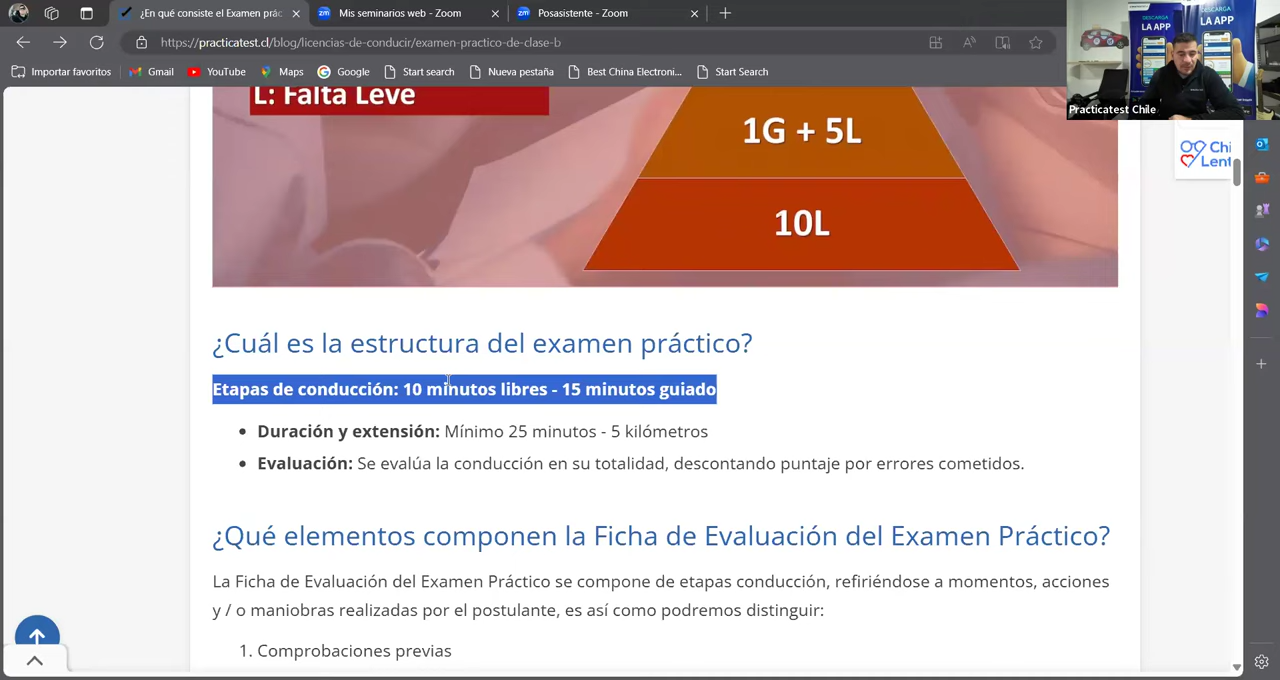 ¿En qué consiste el Examen prác
Mis seminarios web - Zoom
Posasistente - Zoom
https://practicatest.cl/blog/licencias-de-conducir/examen-practico-de-clase-b
Importar favoritos
Gmail
YouTube
Maps
Google
Start search
Nueva pestaña
Best China Electroni...
Start Search
DESCARGA
LA APP
DESCARGA
LA APP
Practicatest Chile
L: Falta Leve
1G + 5L
10L
Chi
Lent
¿Cuál es la estructura del examen práctico?
Etapas de conducción: 10 minutos libres - 15 minutos guiado
Duración y extensión: Mínimo 25 minutos - 5 kilómetros
Evaluación: Se evalúa la conducción en su totalidad, descontando puntaje por errores cometidos.
¿Qué elementos componen la Ficha de Evaluación del Examen Práctico?
La Ficha de Evaluación del Examen Práctico se compone de etapas conducción, refiriéndose a momentos, acciones
y / o maniobras realizadas por el postulante, es así como podremos distinguir:
1. Comprobaciones previas